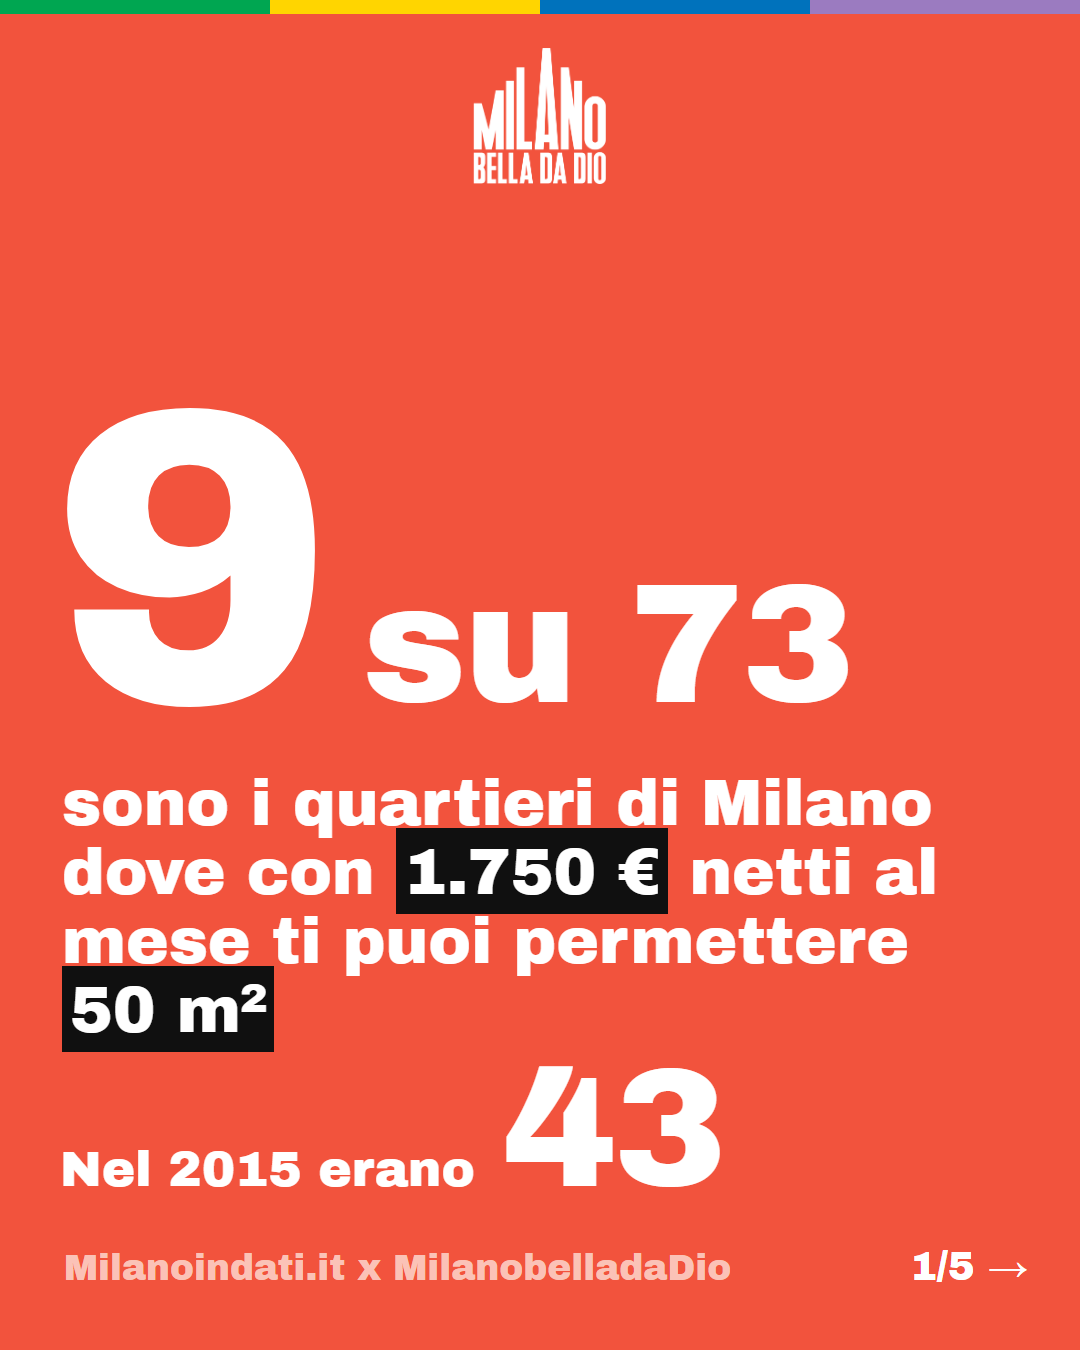 MILANO
BELLA DA DIO
9 su 73
sono i quartieri di Milano
dove con 1.750 € netti al
mese ti puoi permettere
50 m²
Nel 2015 erano 43
Milanoindati.it x MilanobelladaDio
1/5 →